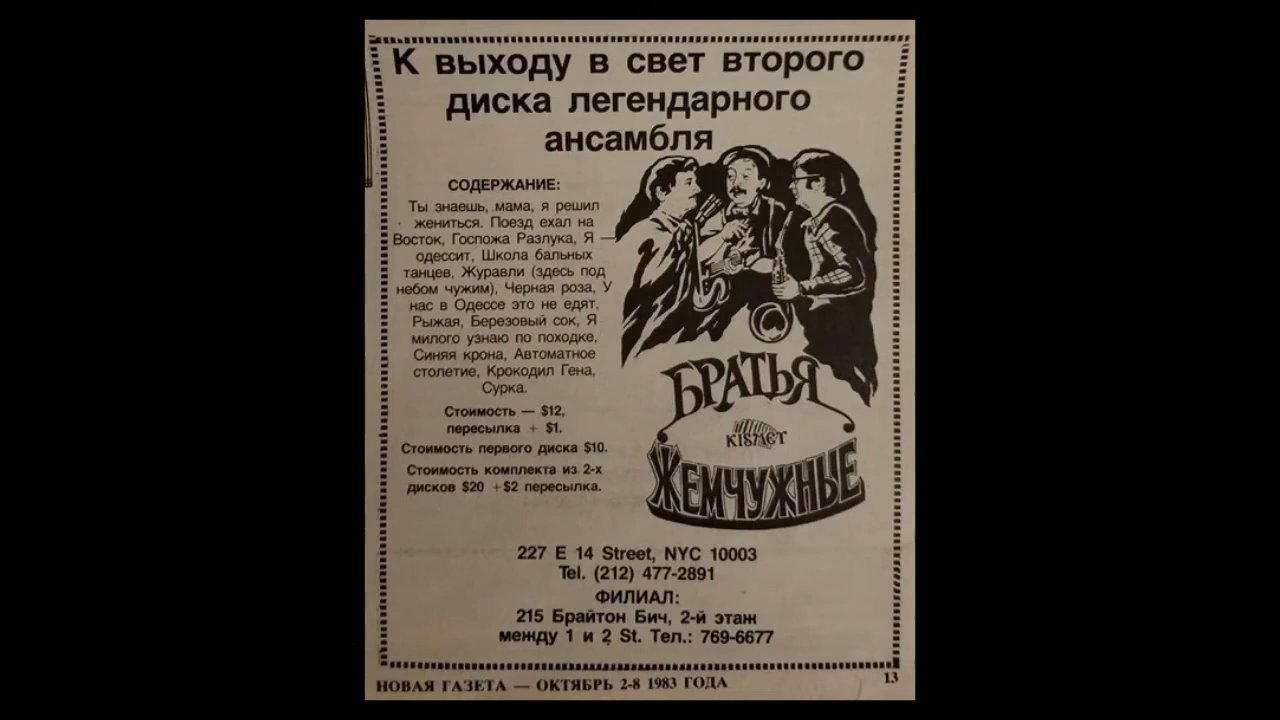 К выходу в свет второго
диска легендарного
ансамбля
СОДЕРЖАНИЕ:
Ты знаешь, мама, я решил
жениться. Поезд ехал на
Восток, Госпожа Разлука, Я —
одессит, Школа бальных
танцев, Журавли (здесь под
небом чужим), Черная роза, У
нас в Одессе это не едят,
Рыжая, Березовый сок, Я
милого узнаю по походке,
Синяя крона, Автоматное
столетие, Крокодил Гена,
Сурка.
Стоимость — $12,
пересылка + $1.
Стоимость первого диска $10.
Стоимость комплекта из 2-х
дисков $20 +$2 пересылка.
БРАТЬЯ
KISMET
ЖЕМЧУЖНЫЕ
227 E 14 Street, NYC 10003
Tel. (212) 477-2891
ФИЛИАЛ:
215 Брайтон Бич, 2-й этаж
между 1 и 2 St. Тел.: 769-6677
НОВАЯ ГАЗЕТА — ОКТЯБРЬ 2-8 1983 ГОДА
13